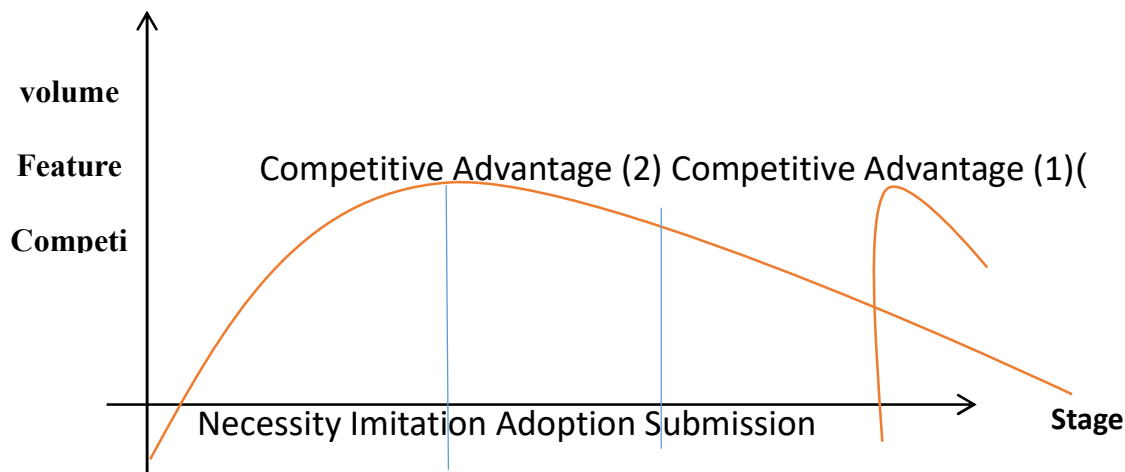 volume
Feature
Competi
Competitive Advantage (2) Competitive Advantage (1)(
Necessity Imitation Adoption Submission
Stage